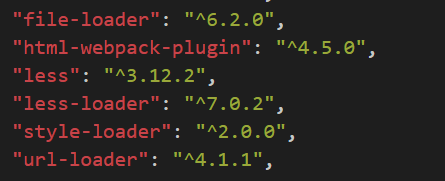 "file-loader": "^6.2.0",
"html-webpack-plugin": "^4.5.0",
"less": "^3.12.2",
"less-loader": "^7.0.2",
"style-loader": "^2.0.0",
"url-loader": "^4.1.1",